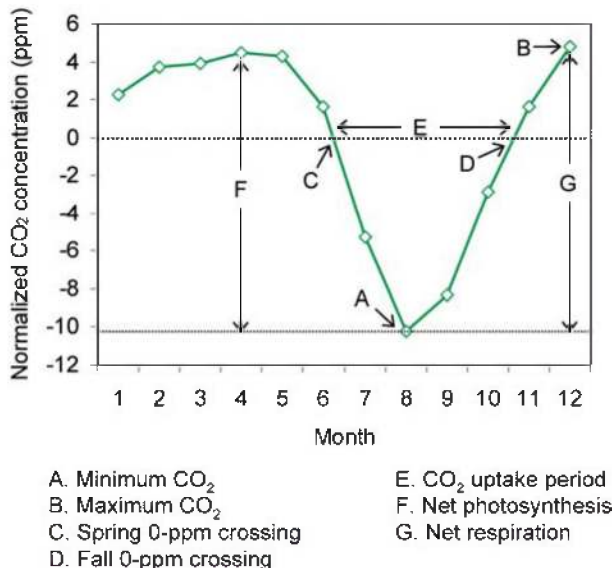 Normalized CO₂ concentration (ppm)
6
4
2
0
-2
-4
-6
-8
-10
-12
B
E
D
C
F
G
A
1 2 3 4 5 6 7 8 9 10 11 12
Month
A. Minimum CO₂
B. Maximum CO₂
C. Spring 0-ppm crossing
D. Fall 0-ppm crossing
E. CO₂ uptake period
F. Net photosynthesis
G. Net respiration